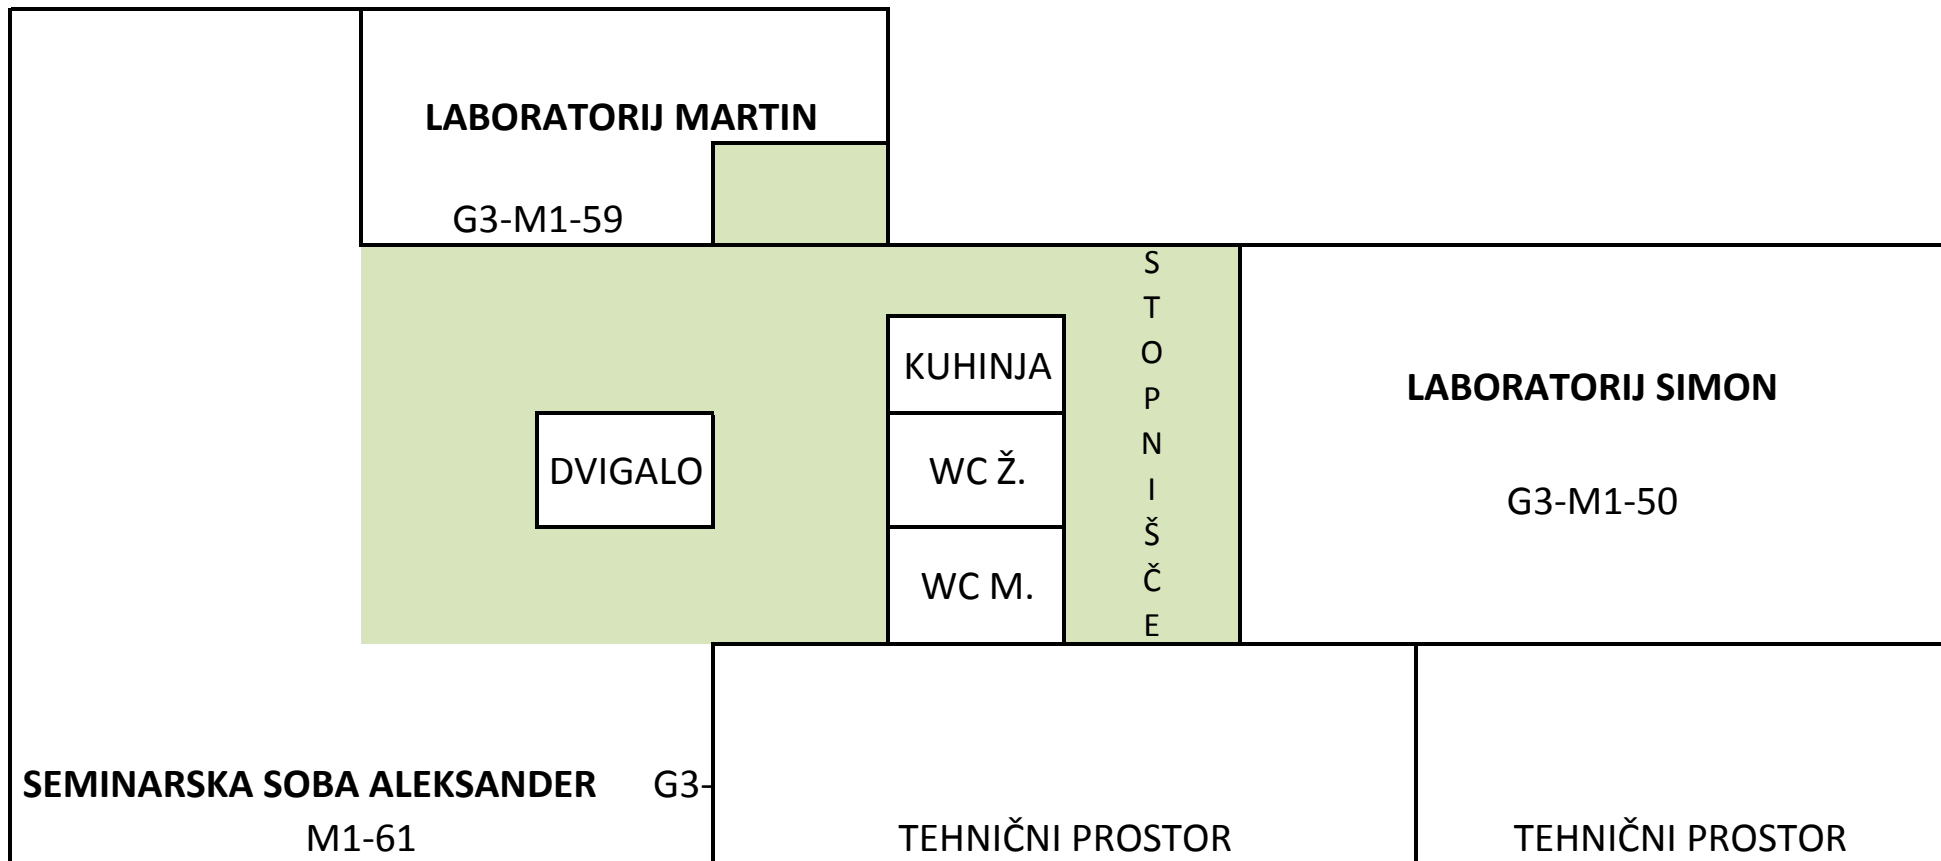 LABORATORIJ MARTIN
G3-M1-59
S
T
O
P
N
I
Š
Č
E
KUHINJA
LABORATORIJ SIMON
DVIGALO
WC Ž.
G3-M1-50
WC M.
SEMINARSKA SOBA ALEKSANDER G3-
M1-61
TEHNIČNI PROSTOR
TEHNIČNI PROSTOR